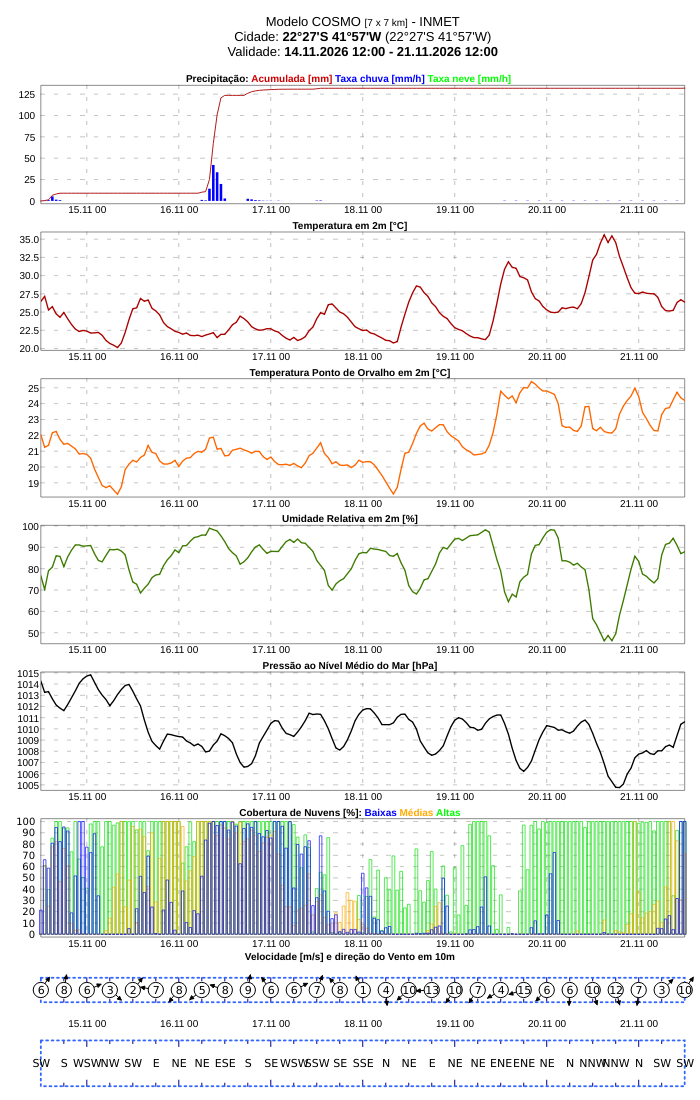 Modelo COSMO [7 x 7 km] - INMET
Cidade: 22°27'S 41°57'W (22°27'S 41°57'W)
Validade: 14.11.2026 12:00 - 21.11.2026 12:00
Precipitação: Acumulada [mm] Taxa chuva [mm/h] Taxa neve [mm/h]
125
100
75
50
25
0
15.11 00 16.11 00 17.11 00 18.11 00 19.11 00 20.11 00 21.11 00
Temperatura em 2m [°C]
35.0
32.5
30.0
27.5
25.0
22.5
20.0
15.11 00 16.11 00 17.11 00 18.11 00 19.11 00 20.11 00 21.11 00
Temperatura Ponto de Orvalho em 2m [°C]
25
24
23
22
21
20
19
15.11 00 16.11 00 17.11 00 18.11 00 19.11 00 20.11 00 21.11 00
Umidade Relativa em 2m [%]
100
90
80
70
60
50
15.11 00 16.11 00 17.11 00 18.11 00 19.11 00 20.11 00 21.11 00
Pressão ao Nível Médio do Mar [hPa]
1015
1014
1013
1012
1011
1010
1009
1008
1007
1006
1005
15.11 00 16.11 00 17.11 00 18.11 00 19.11 00 20.11 00 21.11 00
Cobertura de Nuvens [%]: Baixas Médias Altas
100
90
80
70
60
50
40
30
20
10
0
15.11 00 16.11 00 17.11 00 18.11 00 19.11 00 20.11 00 21.11 00
Velocidade [m/s] e direção do Vento em 10m
6 8 6 3 2 7 8 5 8 9 6 6 7 8 1 4 10 13 10 7 4 15 6 6 10 12 7 3 10
15.11 00 16.11 00 17.11 00 18.11 00 19.11 00 20.11 00 21.11 00
SW S WSW NW SW E NE NE ESE S SE WSW SSW SE SSE N NE E NE NE ENE ENE NE N NNW NNW N SW SW